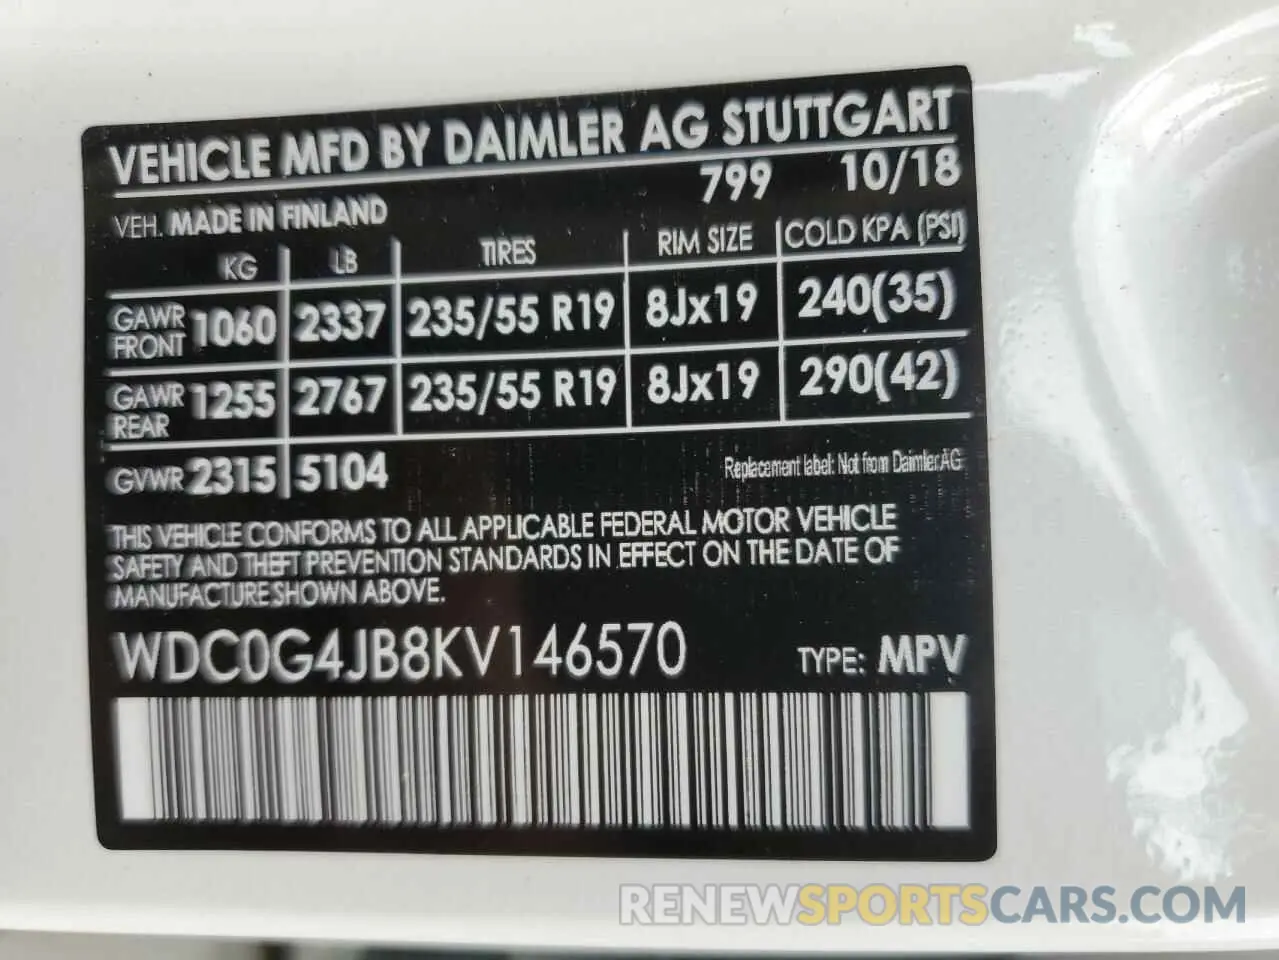 VEHICLE MFD BY DAIMLER AG STUTTGART
799 10/18
VEH. MADE IN FINLAND
KG LB TIRES RIM SIZE COLD KPA (PSI)
GAWR FRONT 1060 2337 235/55 R19 8Jx19 240(35)
GAWR REAR 1255 2767 235/55 R19 8Jx19 290(42)
GVWR 2315 5104
Replacement label: Not from Daimler AG
THIS VEHICLE CONFORMS TO ALL APPLICABLE FEDERAL MOTOR VEHICLE
SAFETY AND THEFT PREVENTION STANDARDS IN EFFECT ON THE DATE OF
MANUFACTURE SHOWN ABOVE.
WDC0G4JB8KV146570 TYPE: MPV
RENEWSPORTSCARS.COM